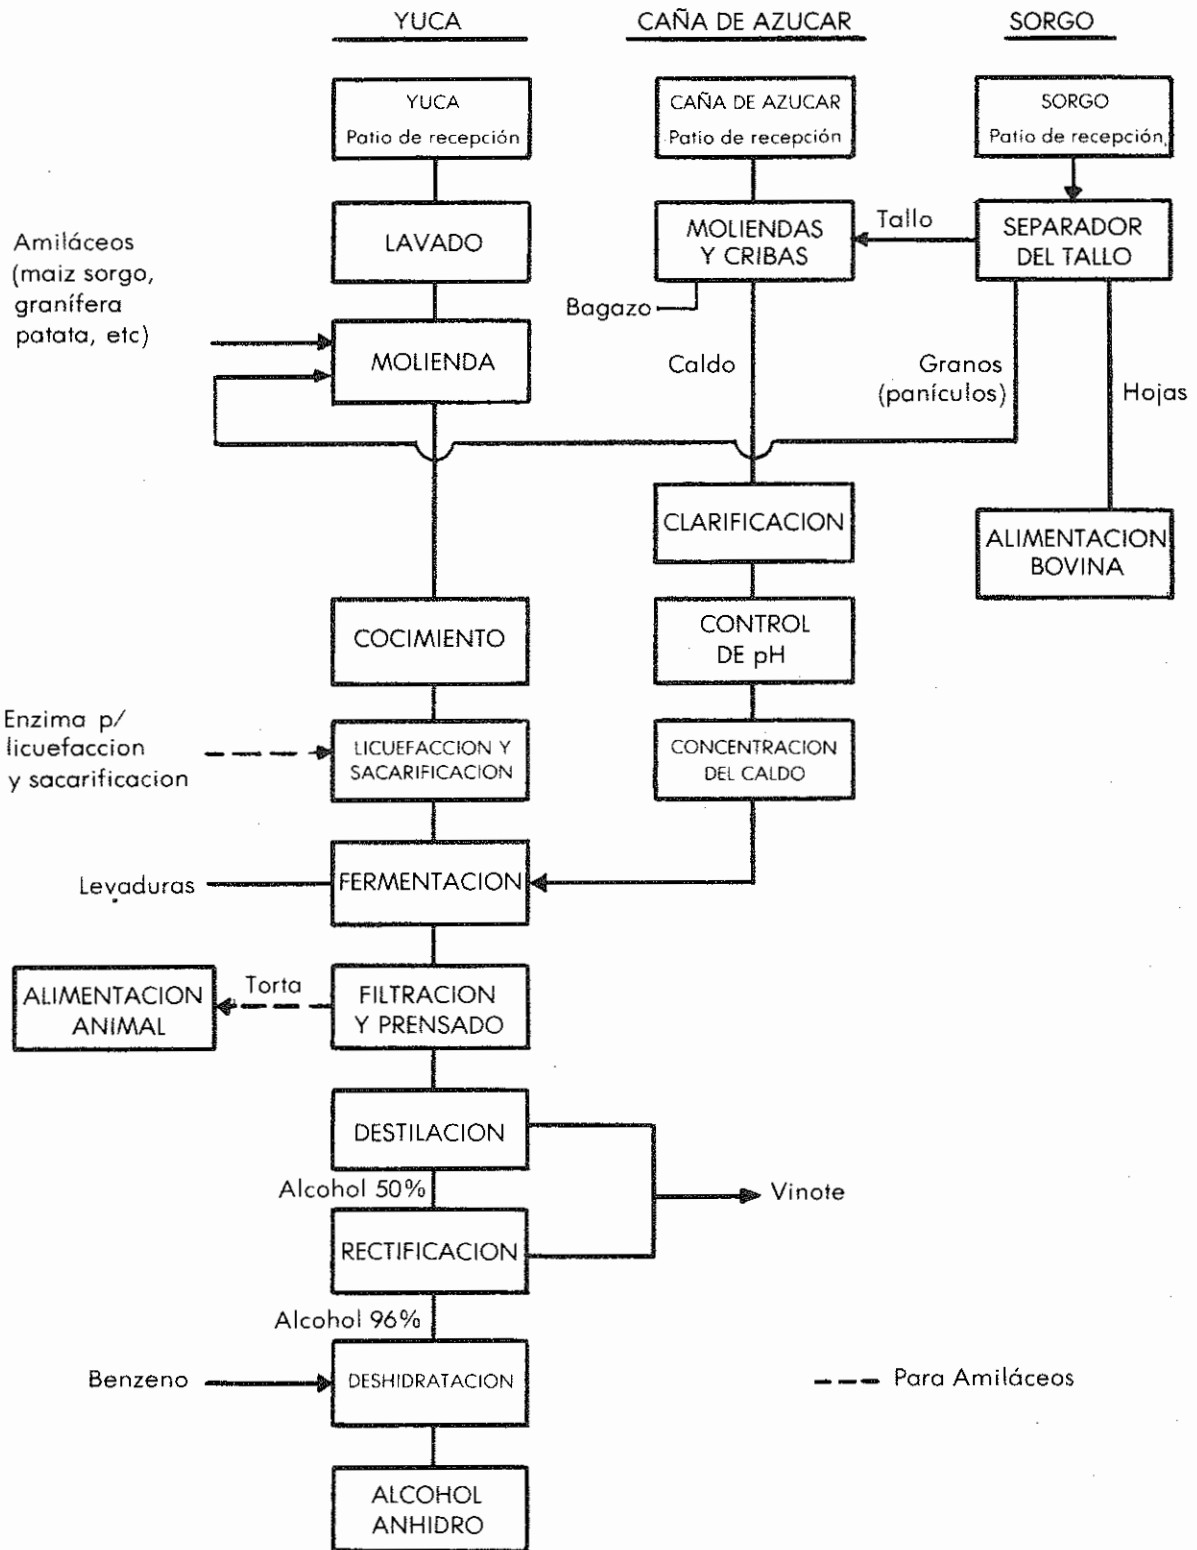 YUCA
CAÑA DE AZUCAR
SORGO
YUCA
Patio de recepción
CAÑA DE AZUCAR
Patio de recepción
SORGO
Patio de recepción
LAVADO
MOLIENDAS
Y CRIBAS
Tallo
SEPARADOR
DEL TALLO
Amiláceos
(maiz sorgo,
granífera
patata, etc)
Bagazo
MOLIENDA
Caldo
Granos
(panículos)
Hojas
CLARIFICACION
ALIMENTACION
BOVINA
COCIMIENTO
CONTROL
DE pH
Enzima p/
licuefaccion
y sacarificacion
LICUEFACCION Y
SACARIFICACION
CONCENTRACION
DEL CALDO
Levaduras
FERMENTACION
ALIMENTACION
ANIMAL
Torta
FILTRACION
Y PRENSADO
DESTILACION
Alcohol 50%
Vinote
RECTIFICACION
Alcohol 96%
Benzeno
DESHIDRATACION
Para Amiláceos
ALCOHOL
ANHIDRO